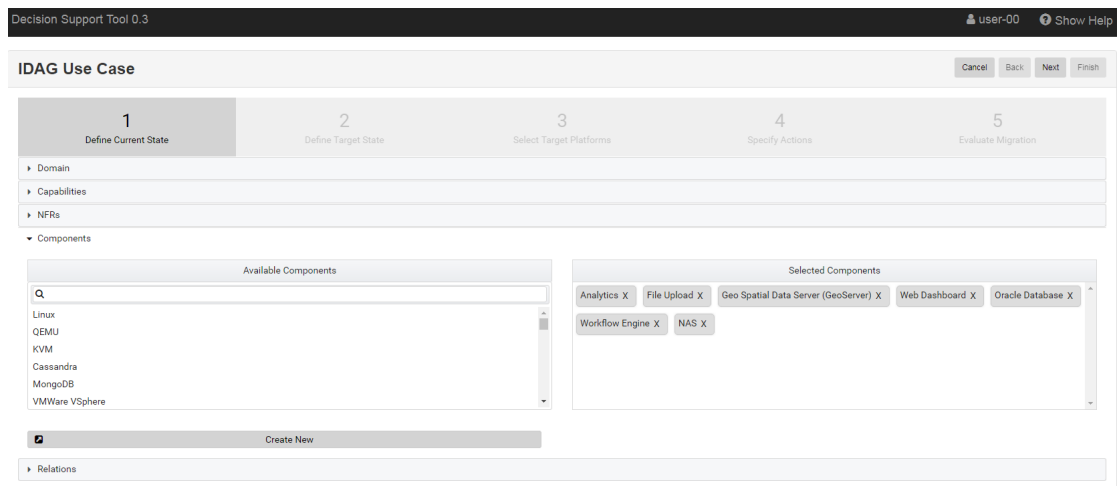 Decision Support Tool 0.3 user-00 Show Help
IDAG Use Case Cancel Back Next Finish
1 2 3 4 5
Define Current State Define Target State Select Target Platforms Specify Actions Evaluate Migration
Domain
Capabilities
NFRs
Components
Available Components
Linux
QEMU
KVM
Cassandra
MongoDB
VMWare VSphere
Create New
Selected Components
Analytics X File Upload X Geo Spatial Data Server (GeoServer) X Web Dashboard X Oracle Database X
Workflow Engine X NAS X
Relations